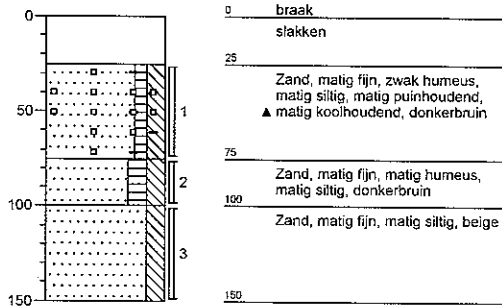 0
50
100
150
1
2
3
0 braak
slakken
25
Zand, matig fijn, zwak humeus,
matig siltig, matig puinhoudend,
▲ matig koolhoudend, donkerbruin
75
Zand, matig fijn, matig humeus,
matig siltig, donkerbruin
100
Zand, matig fijn, matig siltig, beige
150